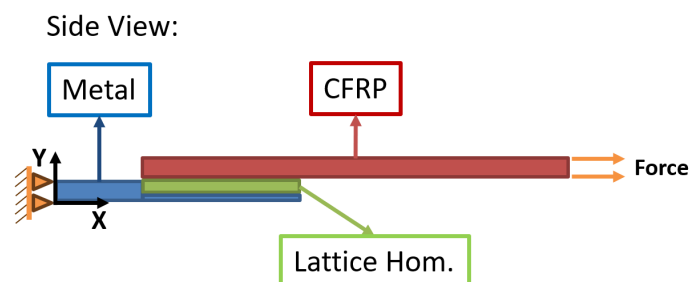 Side View:
Metal
CFRP
Y
Force
X
Lattice Hom.